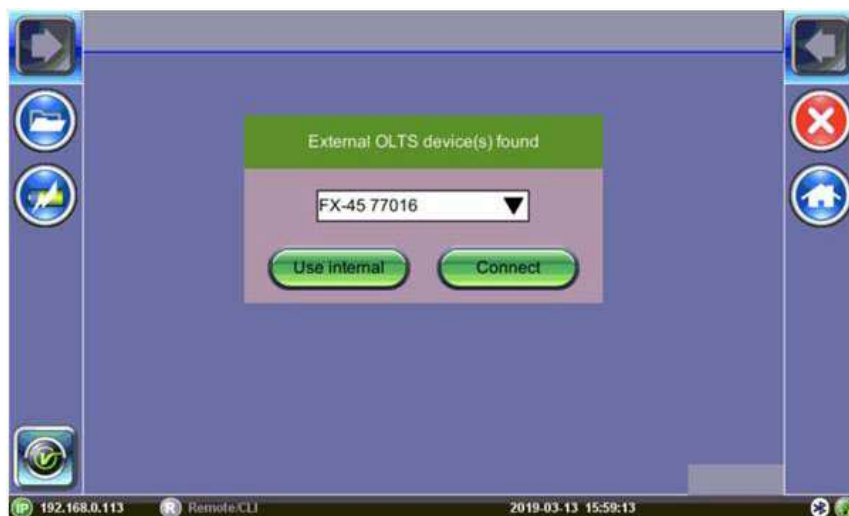 External OLTS device(s) found
FX-45 77016
Use internal
Connect
IP 192.168.0.113 R Remote/CLI 2019-03-13 15:59:13